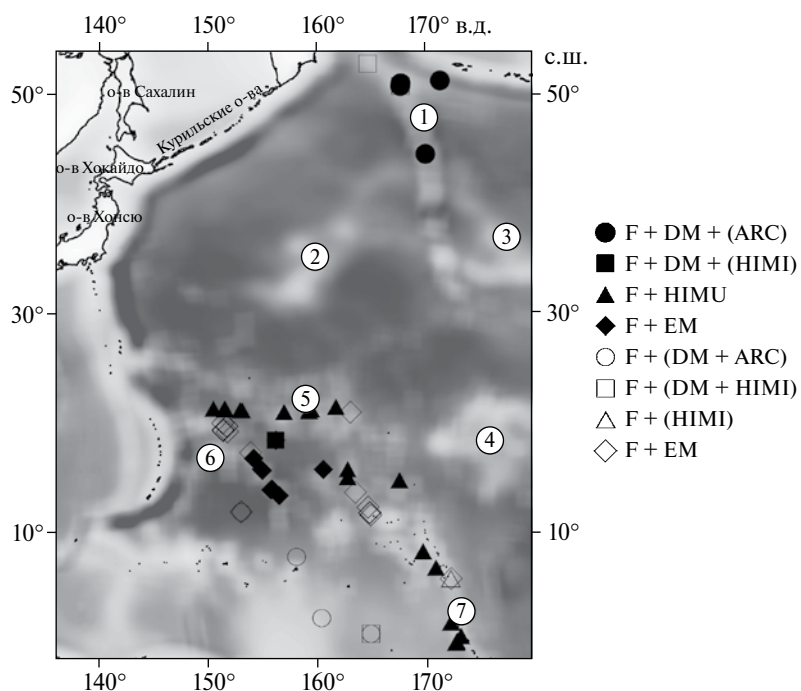 140° 150° 160° 170° в.д.
с.ш.
50° 50°
о-в Сахалин
Курильские о-ва
1
о-в Хокайдо
о-в Хонсю
2
3
30° 30°
5
4
6
10° 10°
7
140° 150° 160° 170°
F + DM + (ARC)
F + DM + (HIMI)
F + HIMU
F + EM
F + (DM + ARC)
F + (DM + HIMI)
F + (HIMI)
F + EM